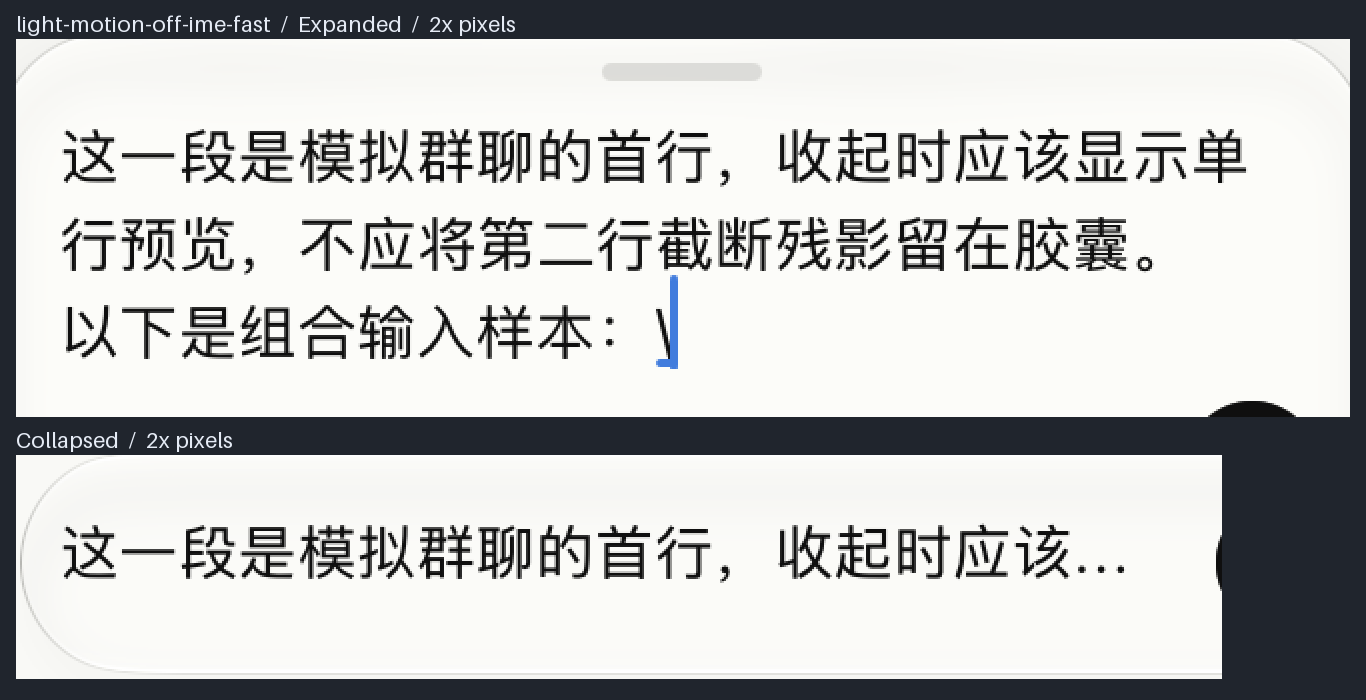 light-motion-off-ime-fast / Expanded / 2x pixels
这一段是模拟群聊的首行，收起时应该显示单
行预览，不应将第二行截断残影留在胶囊。
以下是组合输入样本：\
Collapsed / 2x pixels
这一段是模拟群聊的首行，收起时应该…